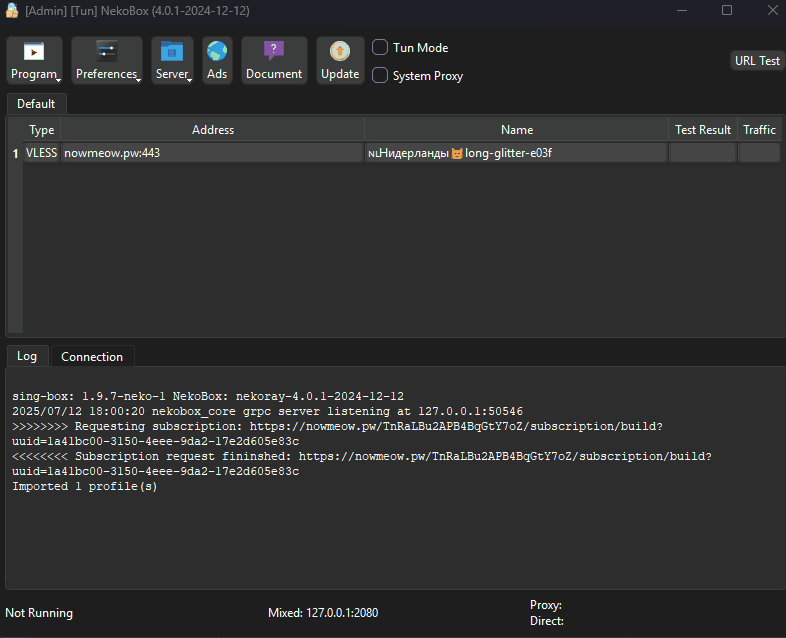 [Admin] [Tun] NekoBox (4.0.1-2024-12-12)
Program Preferences Server Ads Document Update
Tun Mode
System Proxy
URL Test
Default
Type Address Name Test Result Traffic
1 VLESS nowmeow.pw:443 NLНидерланды😺long-glitter-e03f
Log Connection
sing-box: 1.9.7-neko-1 NekoBox: nekoray-4.0.1-2024-12-12
2025/07/12 18:00:20 nekobox_core grpc server listening at 127.0.0.1:50546
>>>>>>>> Requesting subscription: https://nowmeow.pw/TnRaLBu2APB4BqGtY7oZ/subscription/build?
uuid=1a41bc00-3150-4eee-9da2-17e2d605e83c
<<<<<<<< Subscription request fininshed: https://nowmeow.pw/TnRaLBu2APB4BqGtY7oZ/subscription/build?
uuid=1a41bc00-3150-4eee-9da2-17e2d605e83c
Imported 1 profile(s)
Not Running
Mixed: 127.0.0.1:2080
Proxy:
Direct: